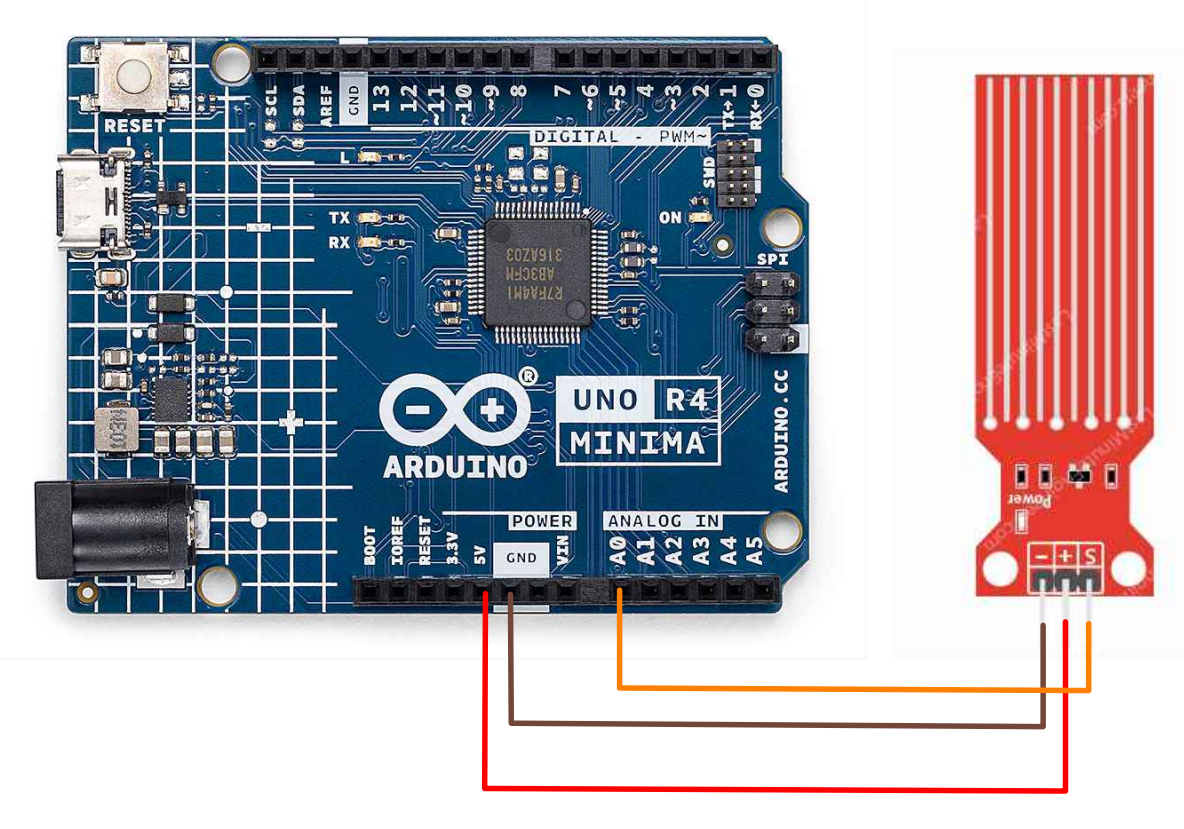 RESET
SCL
SDA
AREF
GND
13
12
~11
~10
~9
8
7
~6
~5
4
~3
2
TX→1
RX←0
DIGITAL - PWM~
L
TX
RX
SWD
ON
SPI
R7FA4M1
AB3CFM
316AZ03
®
UNO R4
MINIMA
ARDUINO
ARDUINO.CC
POWER
ANALOG IN
BOOT
IOREF
RESET
3.3V
5V
GND
VIN
A0
A1
A2
A3
A4
A5
Power
- + S